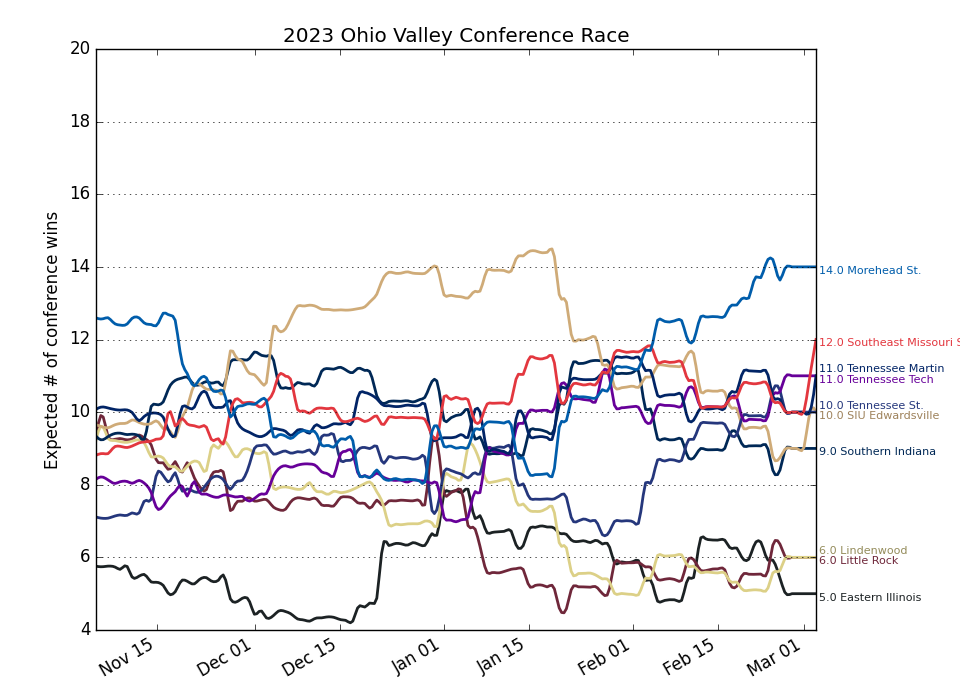 2023 Ohio Valley Conference Race
Expected # of conference wins
20
18
16
14
12
10
8
6
4
Nov 15
Dec 01
Dec 15
Jan 01
Jan 15
Feb 01
Feb 15
Mar 01
14.0 Morehead St.
12.0 Southeast Missouri S
11.0 Tennessee Martin
11.0 Tennessee Tech
10.0 Tennessee St.
10.0 SIU Edwardsville
9.0 Southern Indiana
6.0 Lindenwood
6.0 Little Rock
5.0 Eastern Illinois